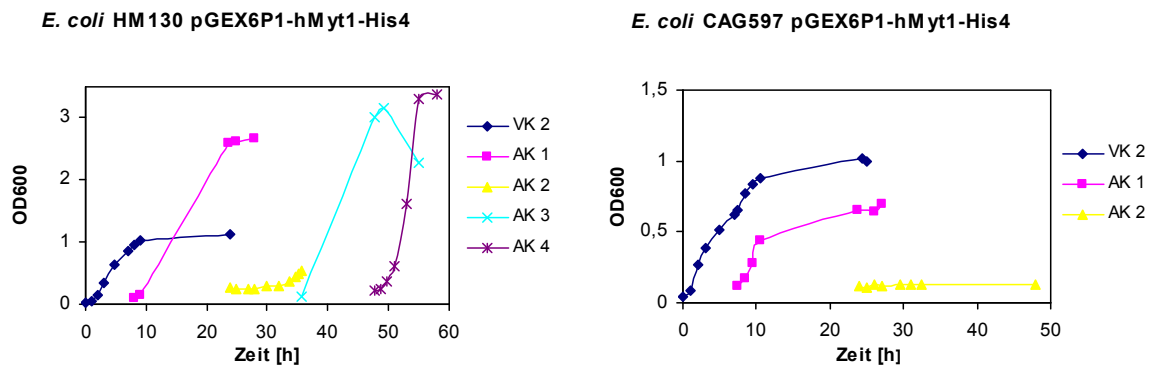 E. coli HM130 pGEX6P1-hMyt1-His4
3
2
1
0
OD600
0 10 20 30 40 50 60
Zeit [h]
VK 2
AK 1
AK 2
AK 3
AK 4
E. coli CAG597 pGEX6P1-hMyt1-His4
1,5
1
0,5
0
OD600
0 10 20 30 40 50
Zeit [h]
VK 2
AK 1
AK 2